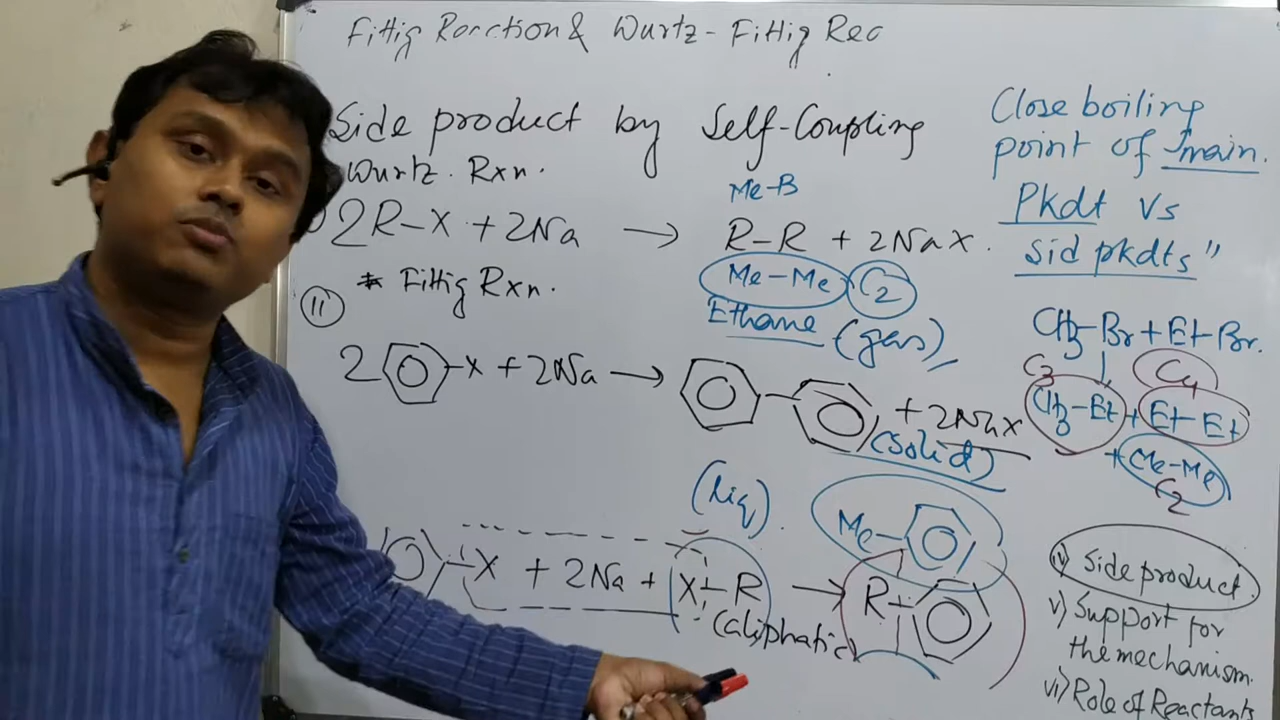 Fittig Reaction & Wurtz-Fittig Rec
Side product by Self-Coupling
Wurtz. Rxn.
Me-B
2R-X + 2Na → R-R + 2NaX.
Me-Me C2
Ethane (gas)
ii * Fittig Rxn.
2 -X + 2Na → + 2NaX
(Solid)
(Liq).
Me-
-X + 2Na + X-R → R-
(aliphatic)
Close boiling
point of "main.
Pkdt Vs
Sid pkdts"
CH3-Br + Et-Br.
C3 C4
CH3-Et + Et-Et
+ Me-Me
C2
iv) Side product
v) Support for
the mechanism.
vi) Role of Reactants